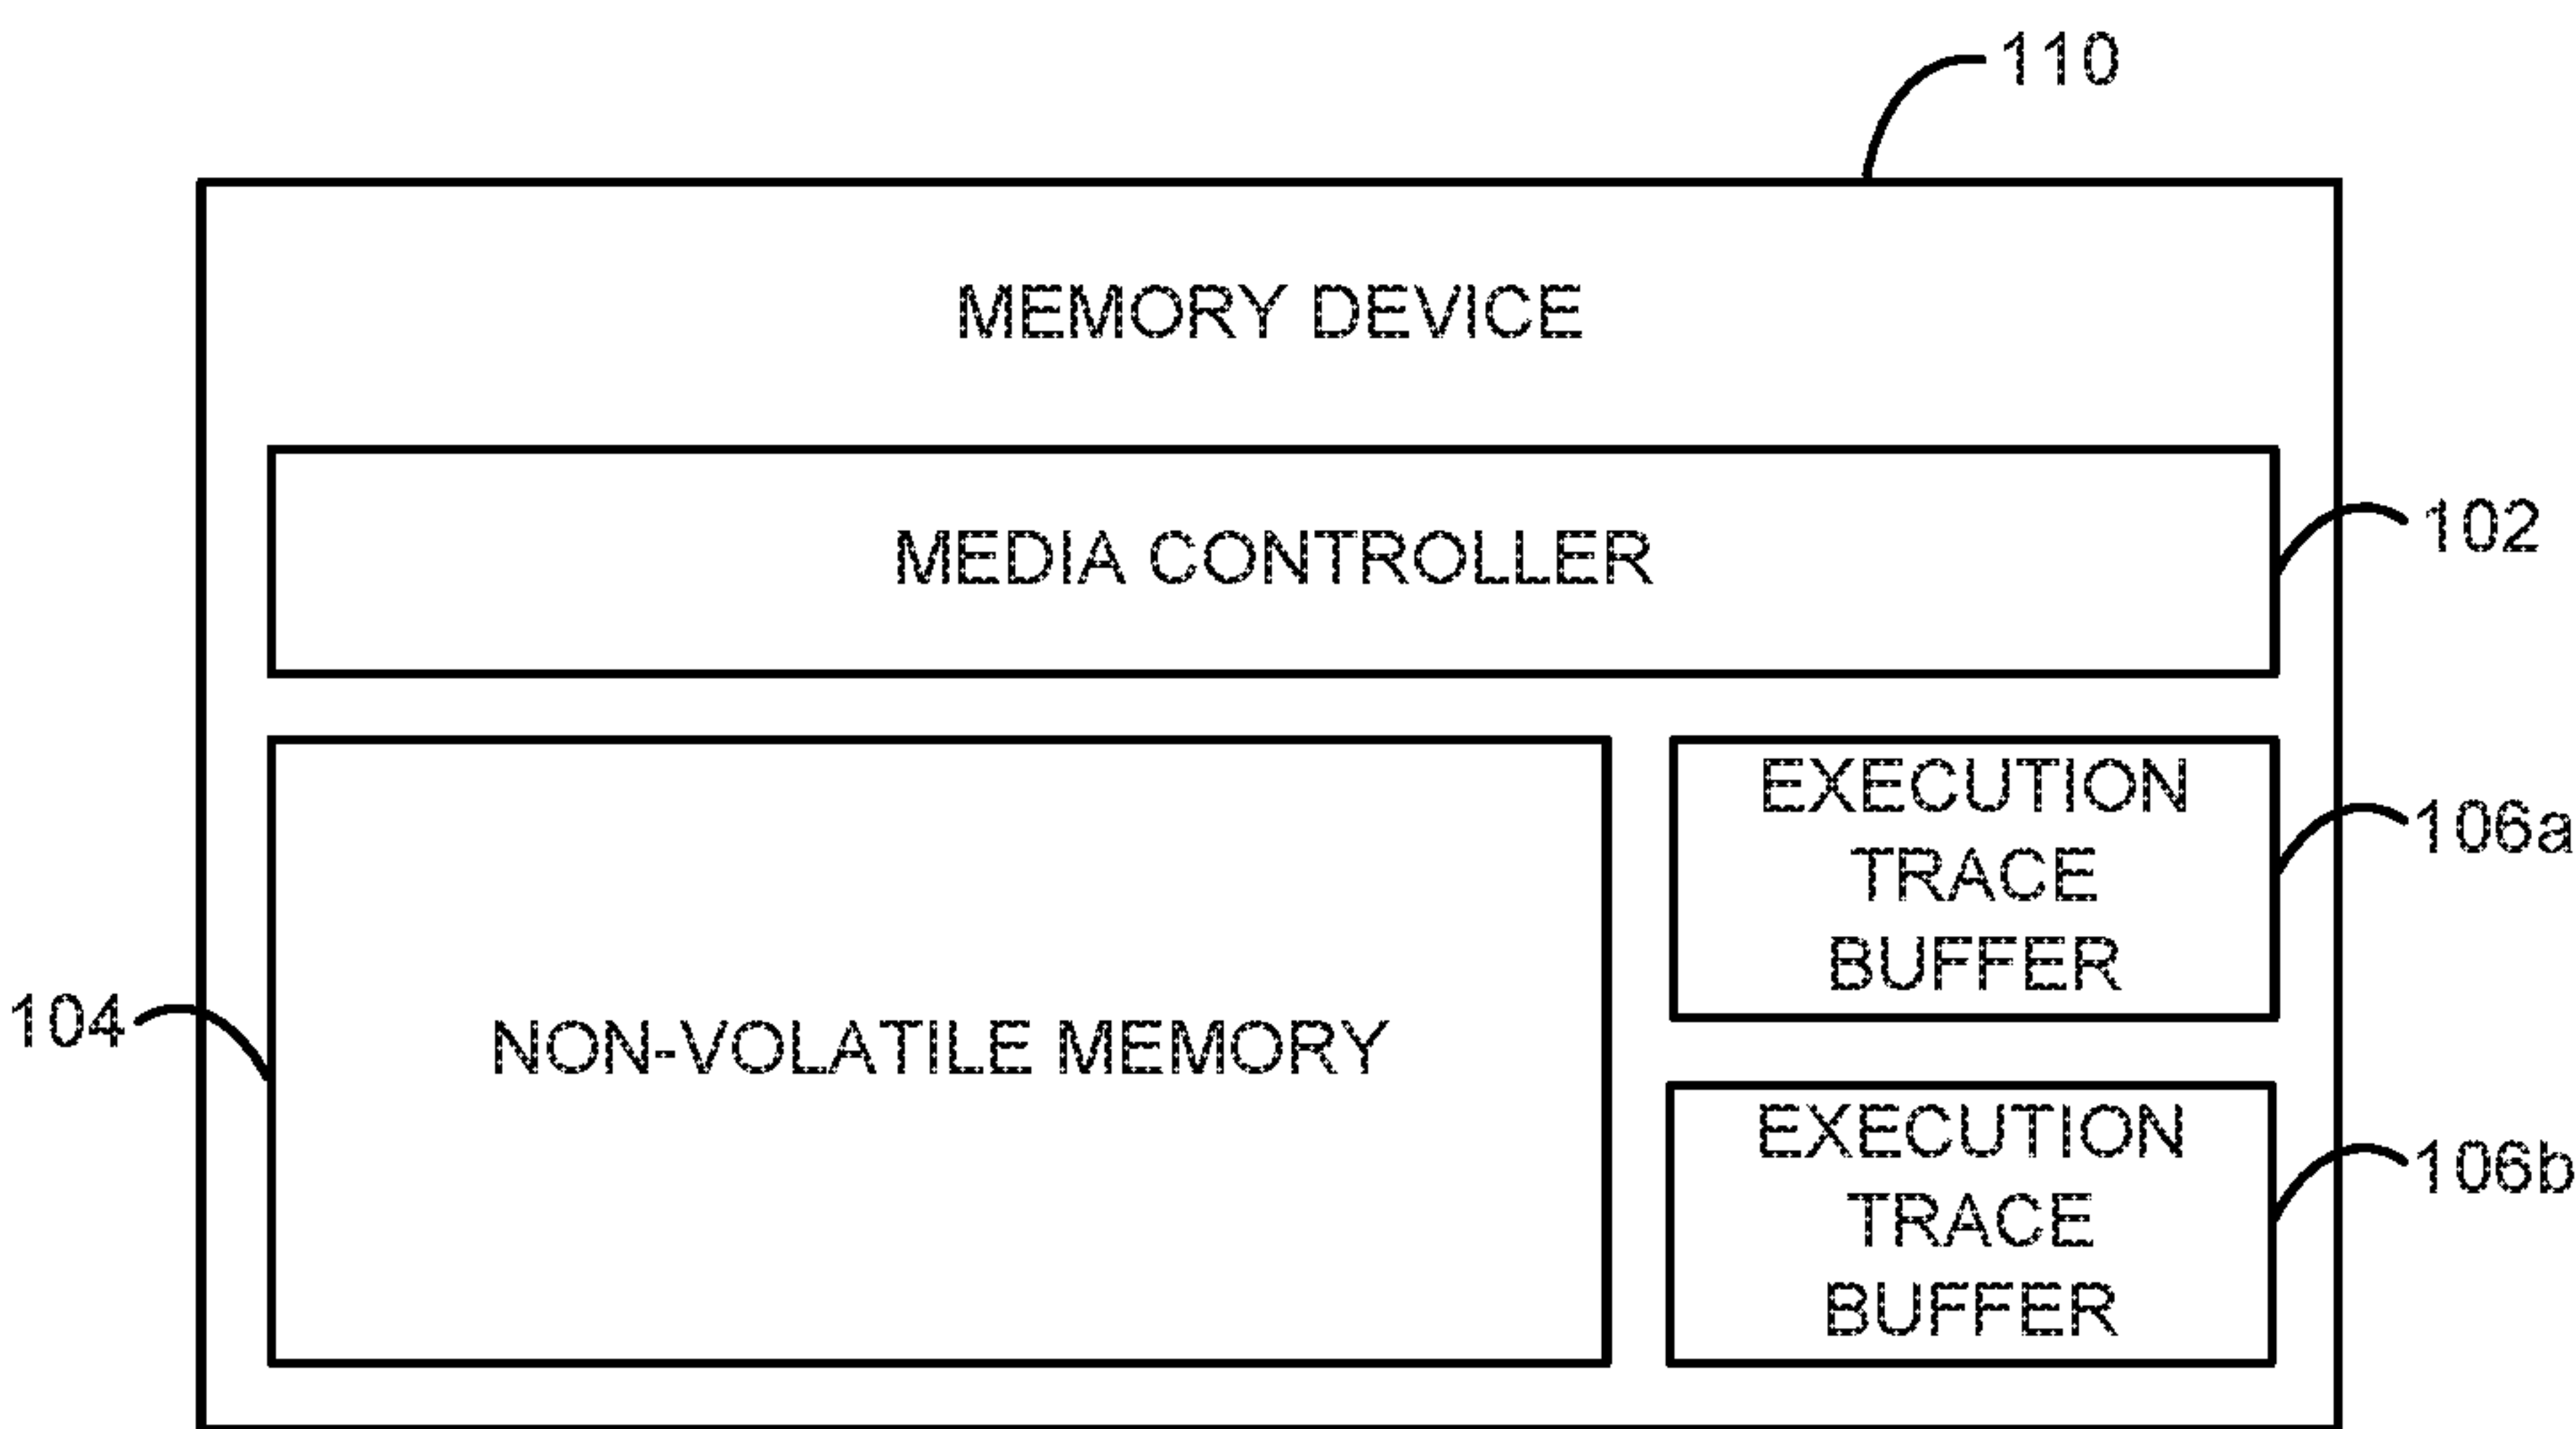 110
MEMORY DEVICE
MEDIA CONTROLLER
102
EXECUTION
TRACE
BUFFER
106a
104
NON-VOLATILE MEMORY
EXECUTION
TRACE
BUFFER
106b